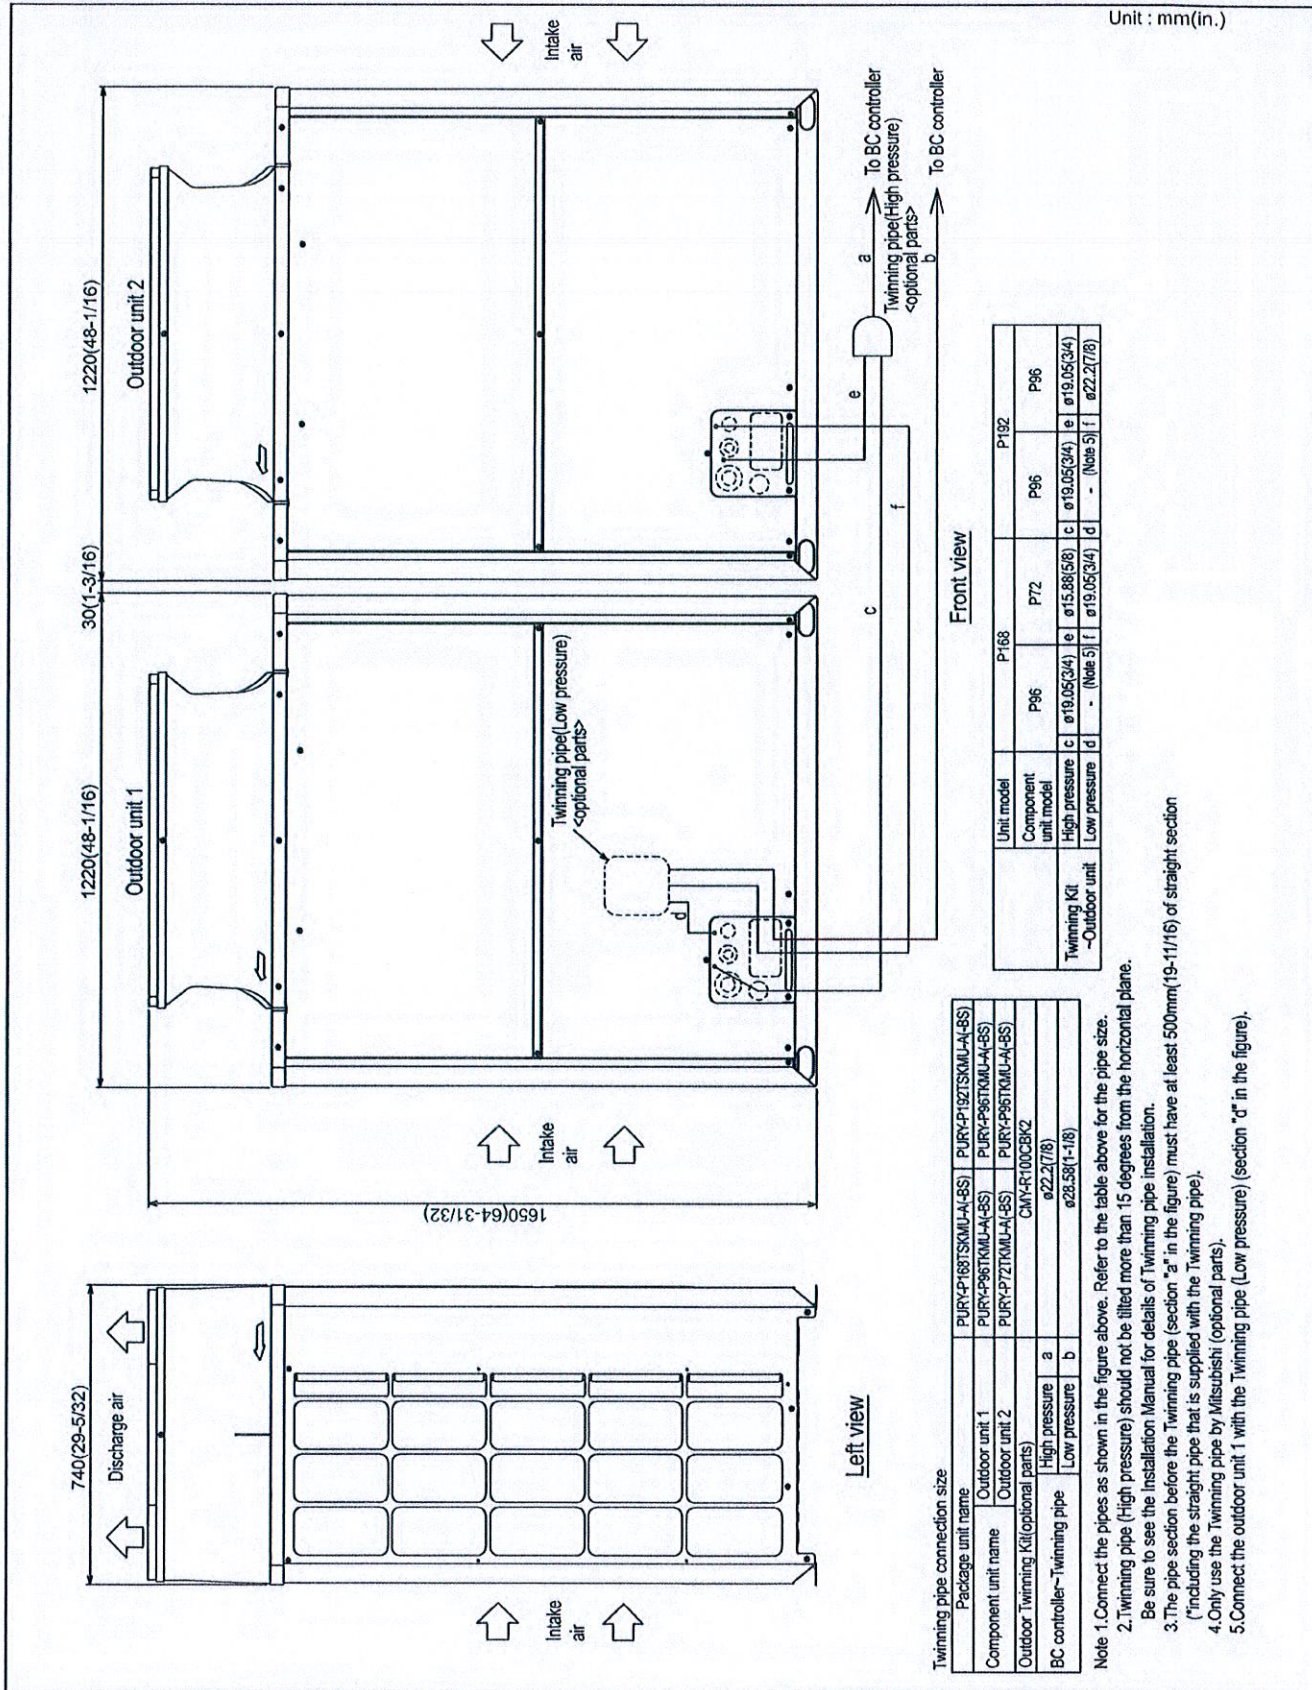 Unit : mm(in.)
740(29-5/32)
Discharge air
Intake
air
Left view
1650(64-31/32)
1220(48-1/16)
30(1-3/16)
1220(48-1/16)
Outdoor unit 1
Outdoor unit 2
Intake
air
Intake
air
Twinning pipe(Low pressure)
<optional parts>
d
c
e
f
a
To BC controller
Twinning pipe(High pressure)
<optional parts>
b
To BC controller
Front view
Twinning pipe connection size
Package unit name PURY-P168TSKMU-A(-BS) PURY-P192TSKMU-A(-BS)
Component unit name Outdoor unit 1 PURY-P96TKMU-A(-BS) PURY-P96TKMU-A(-BS)
Outdoor unit 2 PURY-P72TKMU-A(-BS) PURY-P96TKMU-A(-BS)
Outdoor Twinning Kit(optional parts) CMY-R100CBK2
BC controller~Twinning pipe High pressure a ø22.2(7/8)
Low pressure b ø28.58(1-1/8)
Unit model P168 P192
Component
unit model P96 P72 P96 P96
Twinning Kit
~Outdoor unit
High pressure c ø19.05(3/4) e ø15.88(5/8) c ø19.05(3/4) e ø19.05(3/4)
Low pressure d - (Note 5) f ø19.05(3/4) d - (Note 5) f ø22.2(7/8)
Note 1.Connect the pipes as shown in the figure above. Refer to the table above for the pipe size.
2.Twinning pipe (High pressure) should not be tilted more than 15 degrees from the horizontal plane.
Be sure to see the Installation Manual for details of Twinning pipe installation.
3.The pipe section before the Twinning pipe (section "a" in the figure) must have at least 500mm(19-11/16) of straight section
(*including the straight pipe that is supplied with the Twinning pipe).
4.Only use the Twinning pipe by Mitsubishi (optional parts).
5.Connect the outdoor unit 1 with the Twinning pipe (Low pressure) (section "d" in the figure).